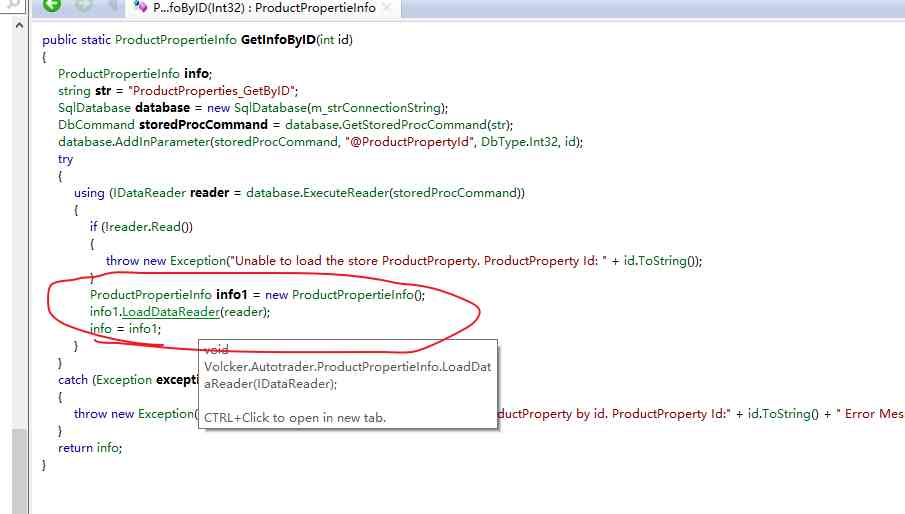 P...foByID(Int32) : ProductPropertieInfo
public static ProductPropertieInfo GetInfoByID(int id)
{
ProductPropertieInfo info;
string str = "ProductProperties_GetByID";
SqlDatabase database = new SqlDatabase(m_strConnectionString);
DbCommand storedProcCommand = database.GetStoredProcCommand(str);
database.AddInParameter(storedProcCommand, "@ProductPropertyId", DbType.Int32, id);
try
{
using (IDataReader reader = database.ExecuteReader(storedProcCommand))
{
if (!reader.Read())
{
throw new Exception("Unable to load the store ProductProperty. ProductProperty Id: " + id.ToString());
}
ProductPropertieInfo info1 = new ProductPropertieInfo();
info1.LoadDataReader(reader);
info = info1;
}
void
Volcker.Autotrader.ProductPropertieInfo.LoadDat
aReader(IDataReader);
CTRL+Click to open in new tab.
}
catch (Exception excepti
{
throw new Exception( ductProperty by id. ProductProperty Id:" + id.ToString() + " Error Mes
}
return info;
}